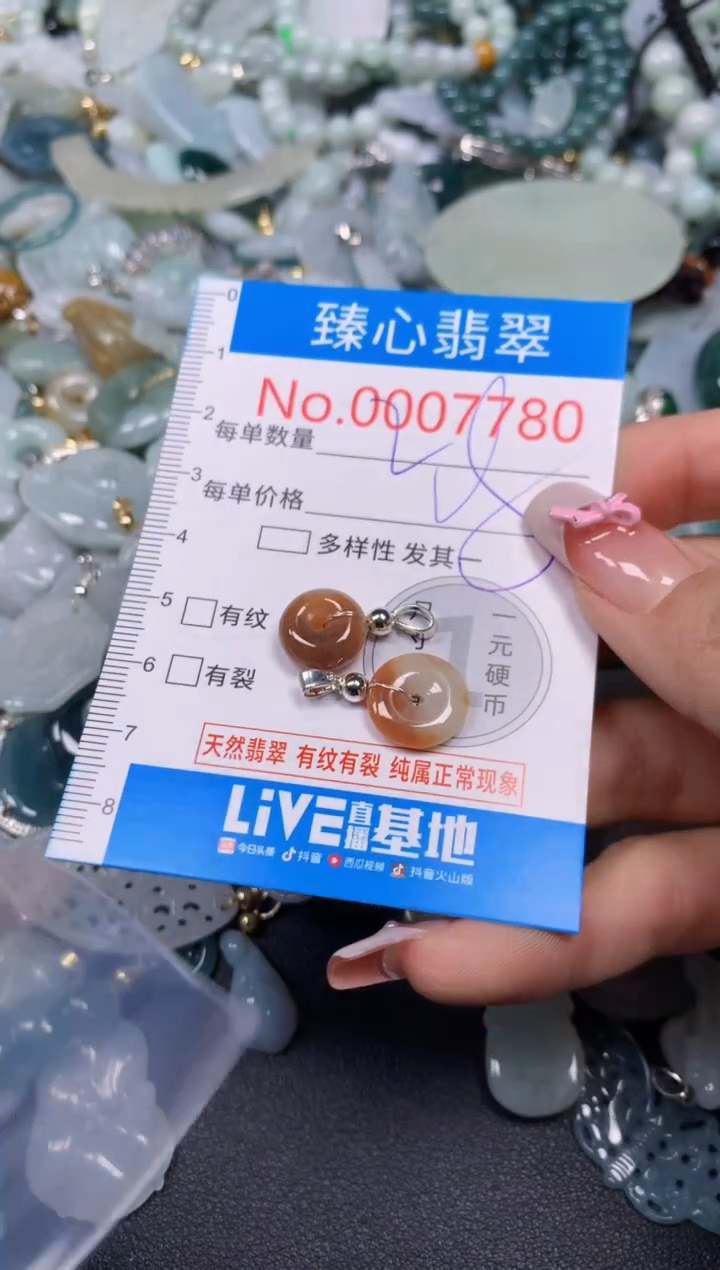 0
臻心翡翠
1
No.0007780
2
每单数量
3
每单价格
4
多样性 发其一
5
有纹
一元硬币
1
6
有裂
7
天然翡翠 有纹有裂 纯属正常现象
8
LiVE直播基地
今日头条 抖音 西瓜视频 抖音火山版